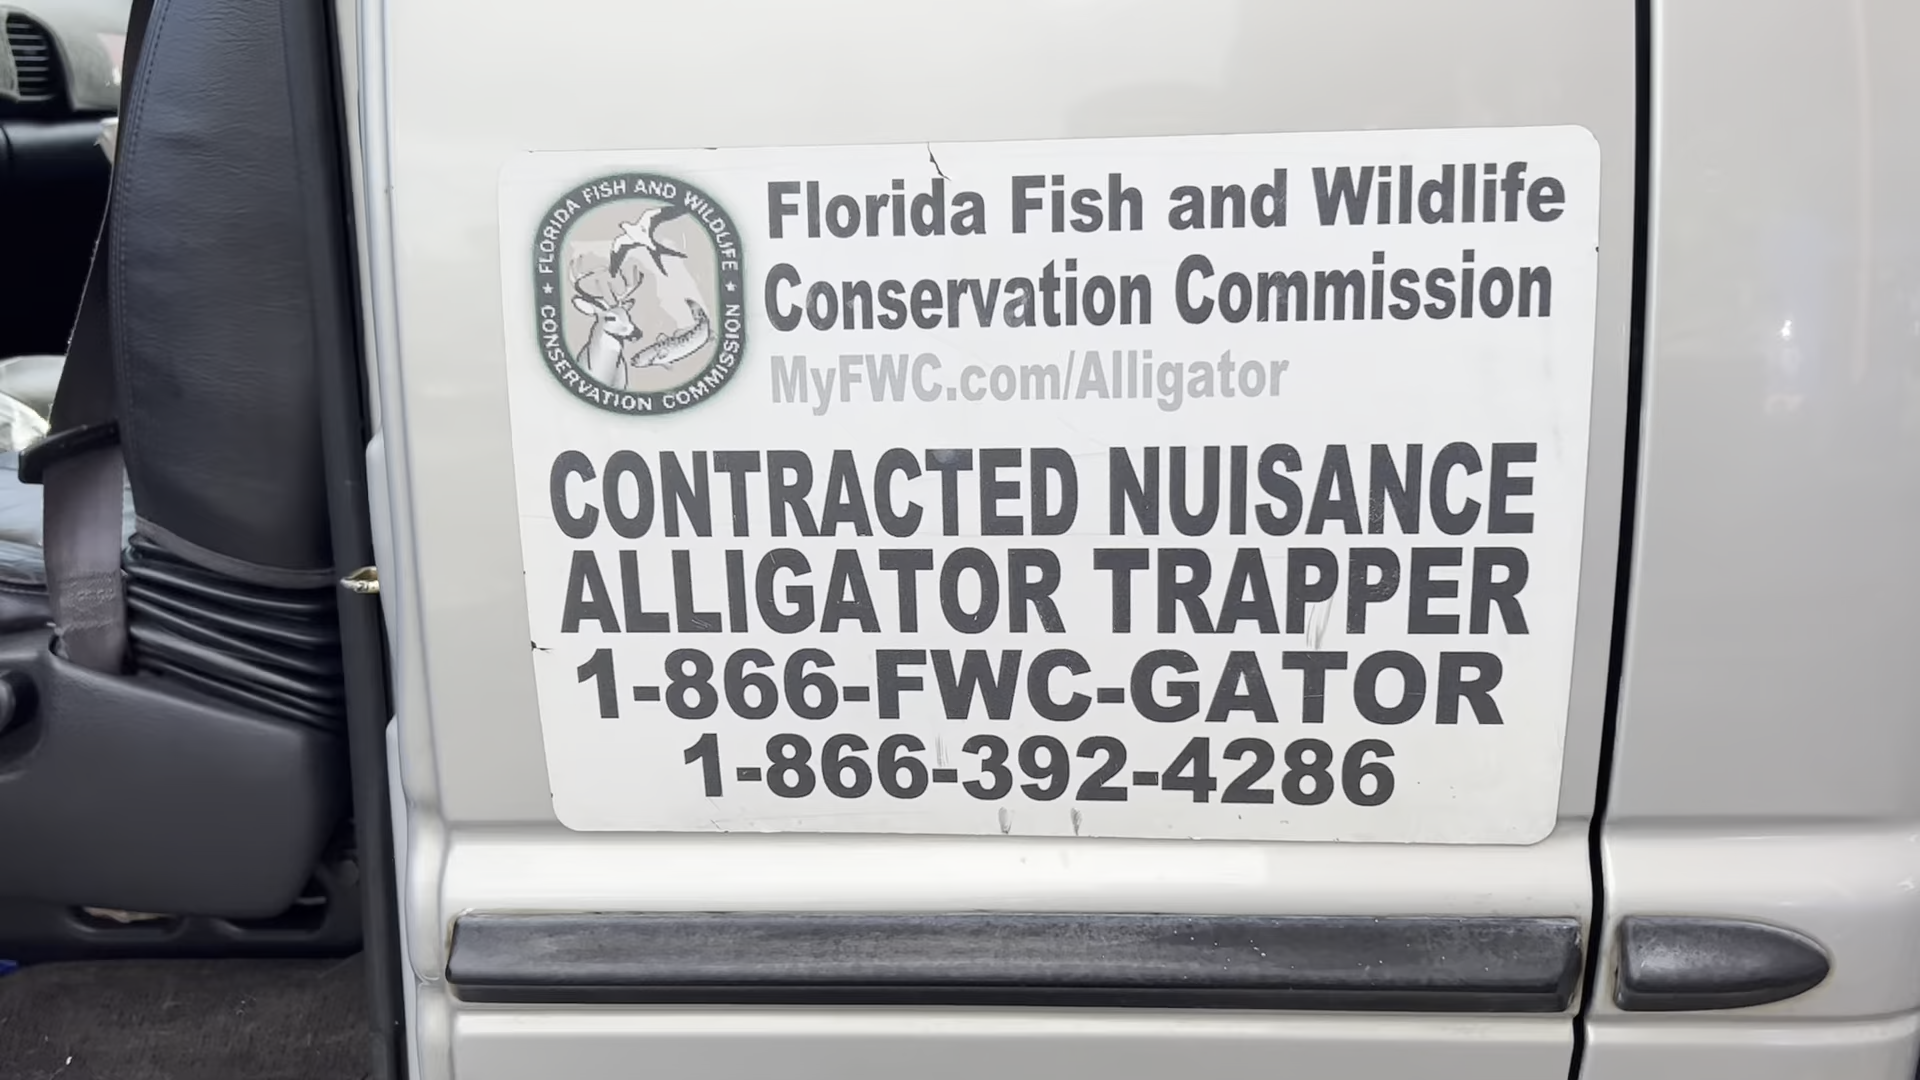 FLORIDA FISH AND WILDLIFE
CONSERVATION COMMISSION
Florida Fish and Wildlife
Conservation Commission
MyFWC.com/Alligator
CONTRACTED NUISANCE
ALLIGATOR TRAPPER
1-866-FWC-GATOR
1-866-392-4286